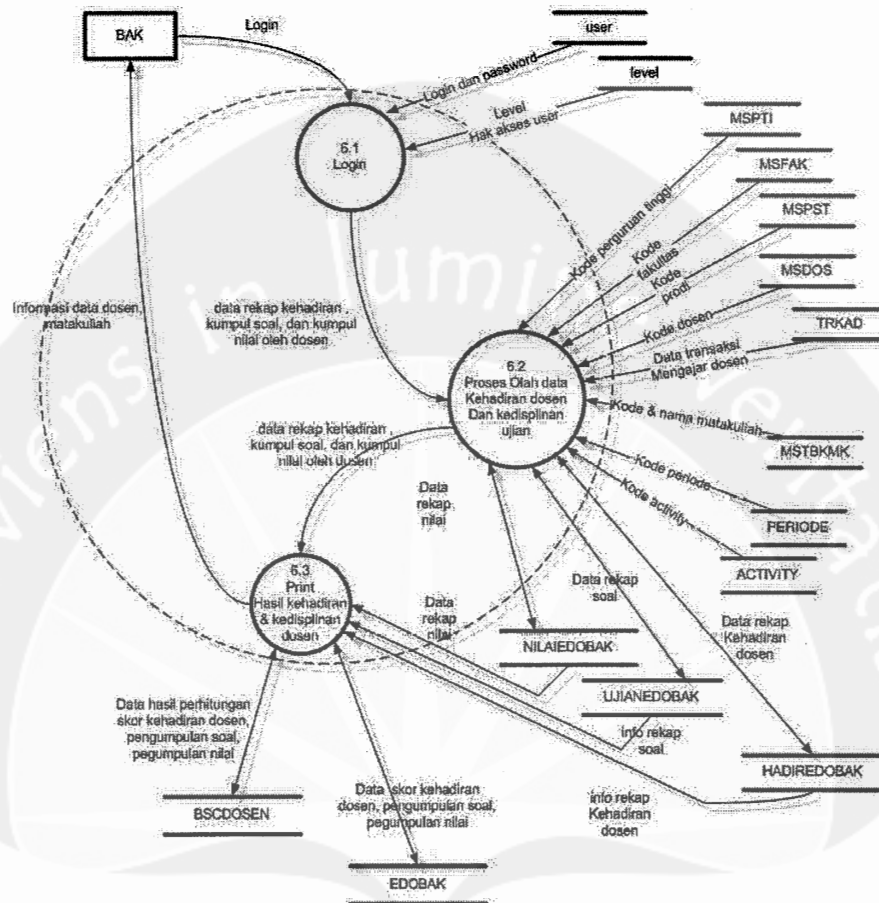 BAK
Login
user
Login dan password
level
Level
Hak akses user
6.1
Login
MSPTI
Kode perguruan tinggi
MSFAK
Kode
fakultas
MSPST
Kode
prodi
MSDOS
Kode dosen
TRKAD
Data transaksi
Mengajar dosen
Informasi data dosen,
matakuliah
data rekap kehadiran ,
kumpul soal, dan kumpul
nilai oleh dosen
6.2
Proses Olah data
Kehadiran dosen
Dan kedisplinan
ujian
Kode & nama matakuliah
MSTBKMK
Kode periode
PERIODE
Kode activity
ACTIVITY
data rekap kehadiran ,
kumpul soal, dan kumpul
nilai oleh dosen
Data
rekap
nilai
Data rekap
soal
Data rekap
Kehadiran
dosen
6.3
Print
Hasil kehadiran
& kedisplinan
dosen
Data
rekap
nilai
NILAIEDOBAK
UJIANEDOBAK
info rekap
soal
HADIREDOBAK
info rekap
Kehadiran
dosen
Data hasil perhitungan
skor kehadiran dosen,
pengumpulan soal,
pegumpulan nilai
BSCDOSEN
Data skor kehadiran
dosen, pengumpulan soal,
pegumpulan nilai
EDOBAK